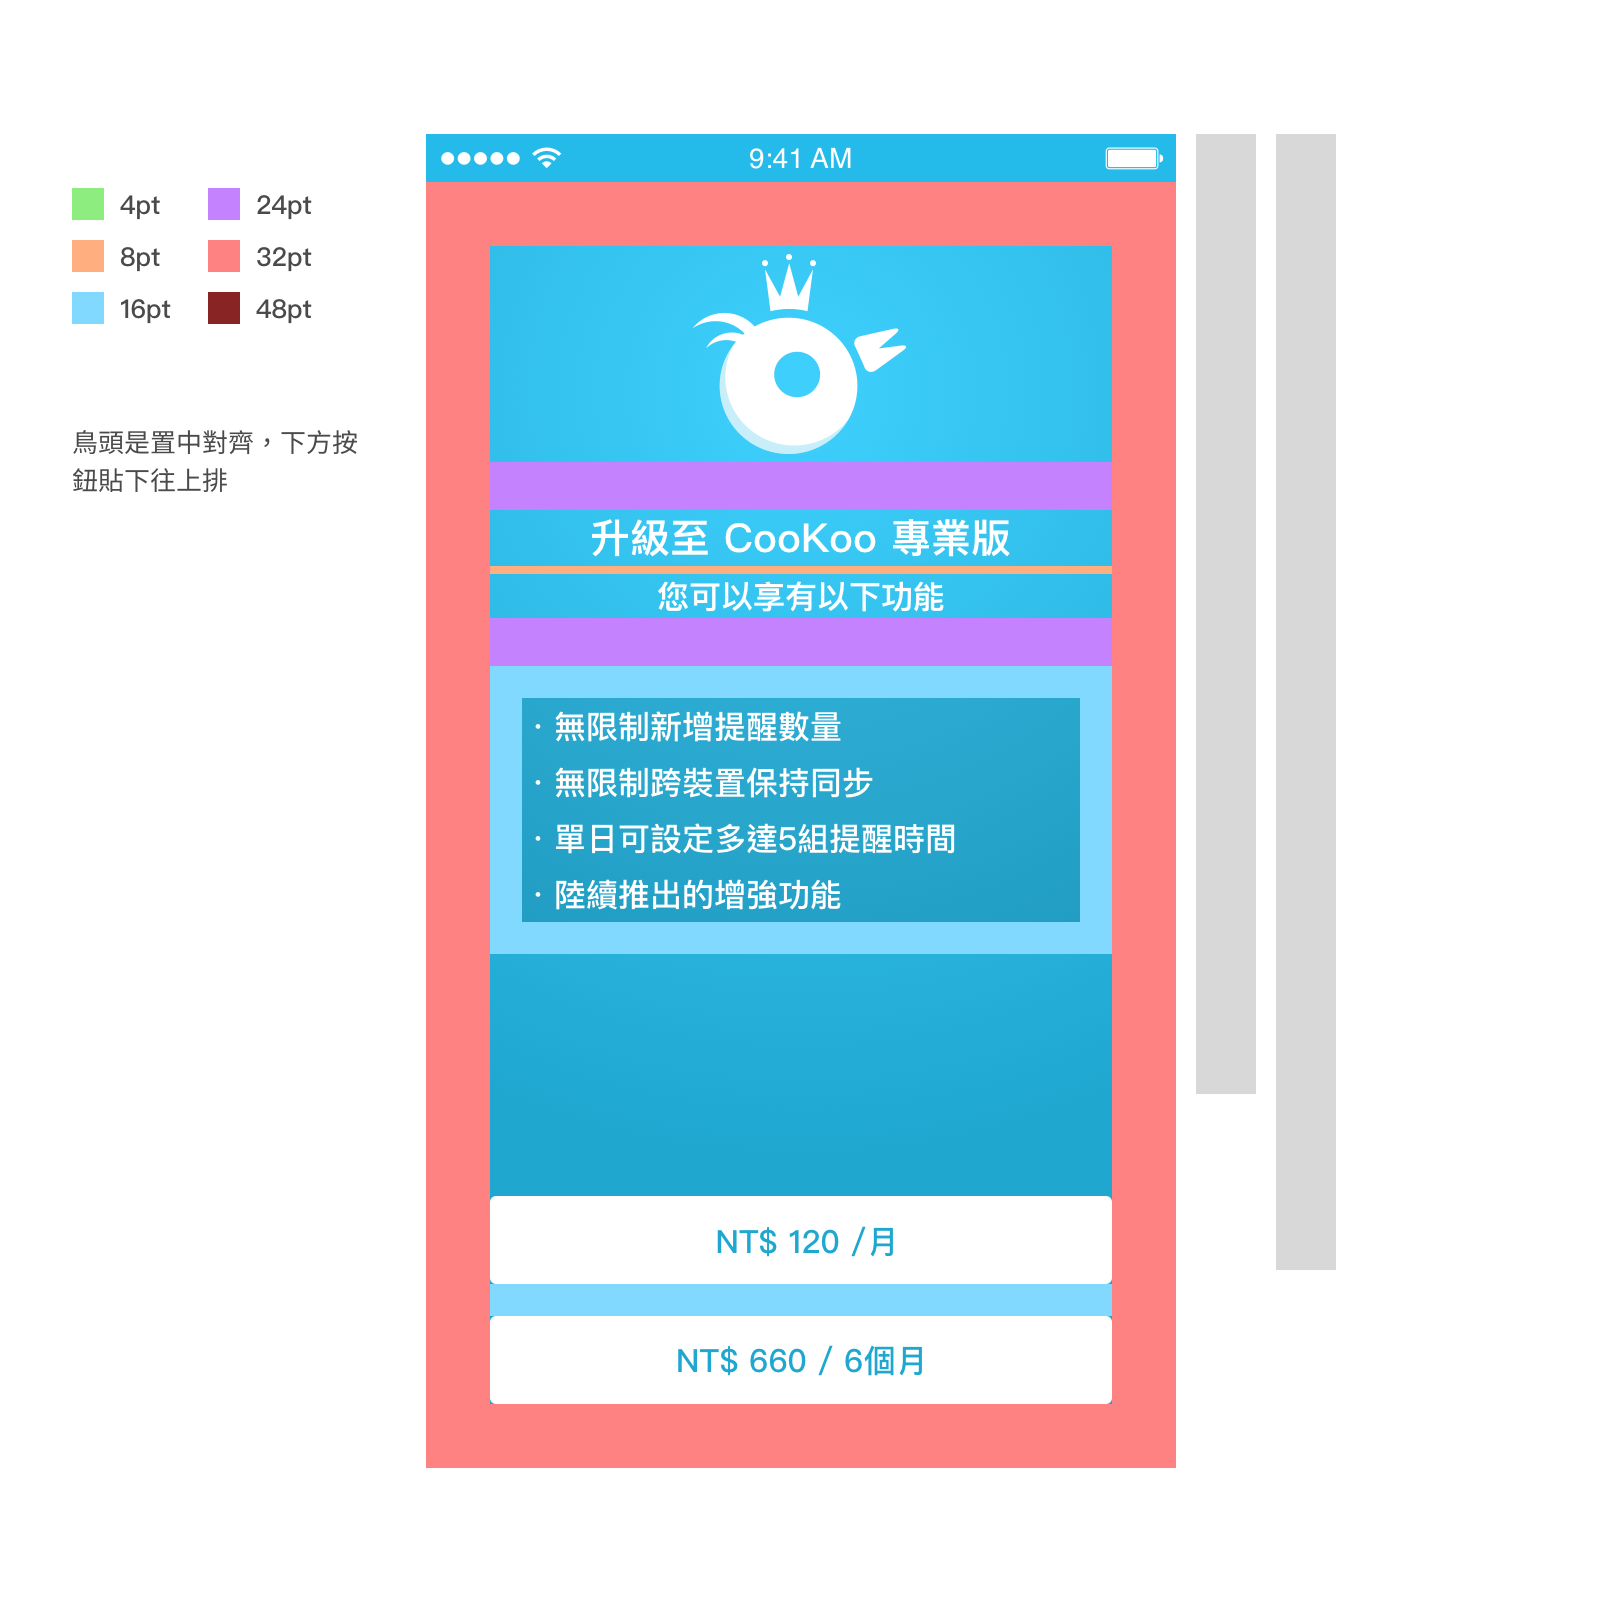 9:41 AM
4pt
24pt
8pt
32pt
16pt
48pt
鳥頭是置中對齊，下方按
鈕貼下往上排
升級至 CooKoo 專業版
您可以享有以下功能
· 無限制新增提醒數量
· 無限制跨裝置保持同步
· 單日可設定多達5組提醒時間
· 陸續推出的增強功能
NT$ 120 /月
NT$ 660 / 6個月